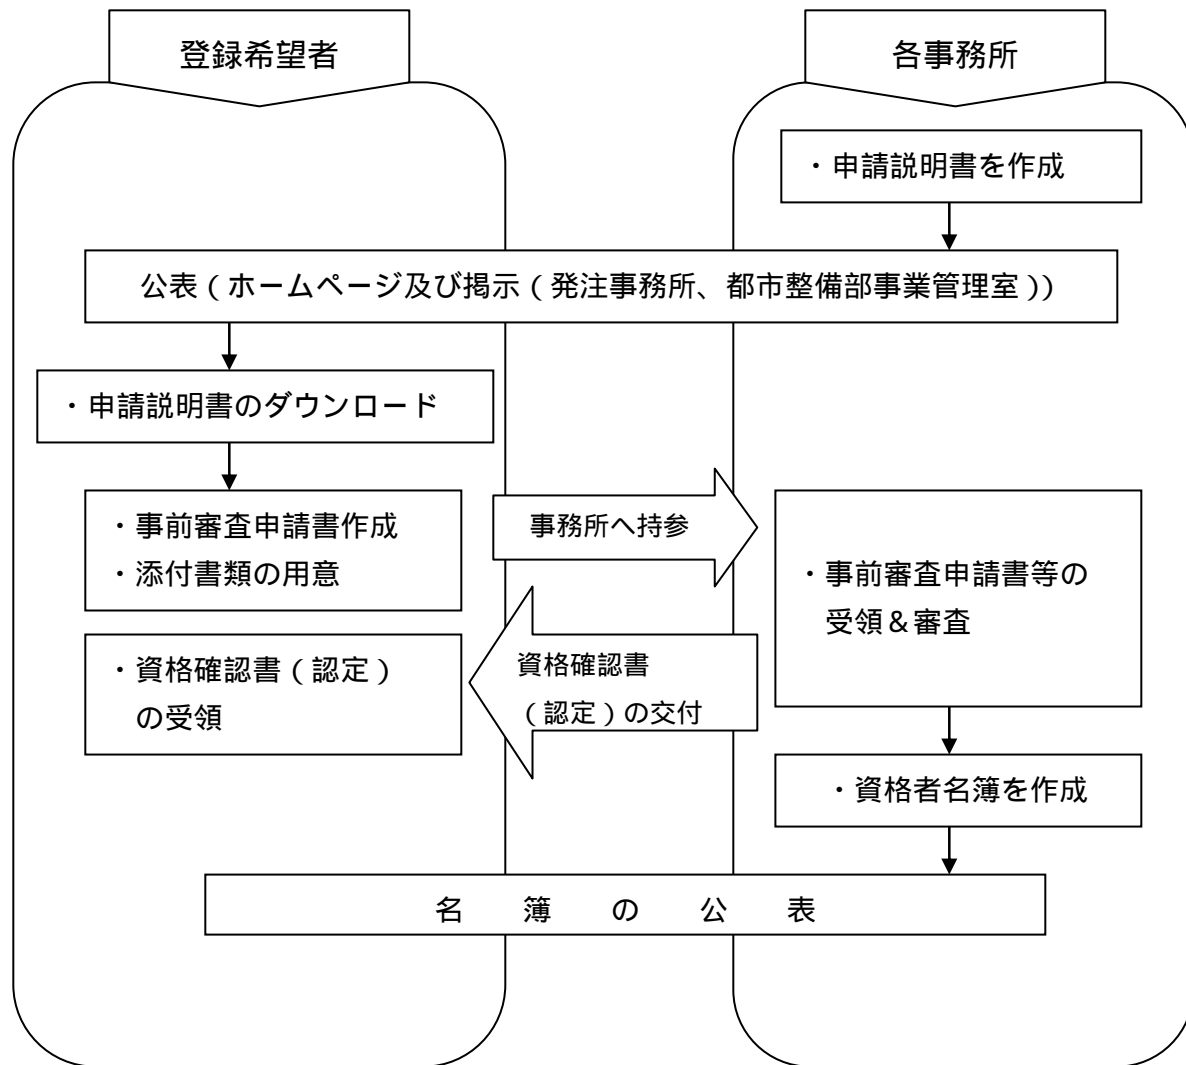 登録希望者
各事務所
・申請説明書を作成
公表（ホームページ及び掲示（発注事務所、都市整備部事業管理室））
・申請説明書のダウンロード
・事前審査申請書作成
・添付書類の用意
事務所へ持参
・事前審査申請書等の
受領＆審査
資格確認書
（認定）の交付
・資格確認書（認定）
の受領
・資格者名簿を作成
名　簿　の　公　表